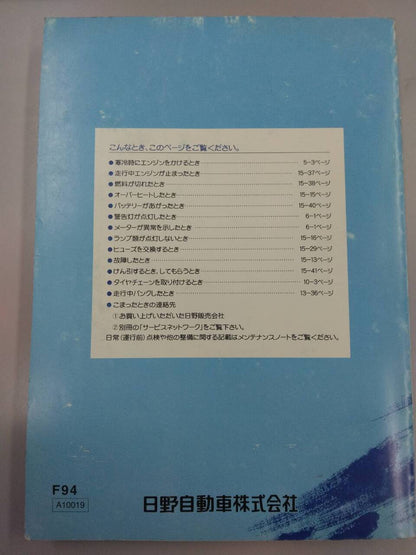 こんなとき、このページをご覧ください。
●寒冷時にエンジンをかけるとき 5-3ページ
●走行中エンジンが止まったとき 15-37ページ
●燃料が切れたとき 15-38ページ
●オーバーヒートしたとき 15-15ページ
●バッテリーがあがったとき 15-40ページ
●警告灯が点灯したとき 6-1ページ
●メーターが異常を示したとき 6-1ページ
●ランプ類が点灯しないとき 15-16ページ
●ヒューズを交換するとき 15-29ページ
●故障したとき 15-13ページ
●けん引するとき、してもらうとき 15-41ページ
●タイヤチェーンを取り付けるとき 10-3ページ
●走行中パンクしたとき 13-36ページ
●こまったときの連絡先
①お買い上げいただいた日野販売会社
②別冊の「サービスネットワーク」をご覧下さい。
日常(運行前)点検や他の整備に関する記載はメンテナンスノートをご覧ください。
F94
A10019
日野自動車株式会社